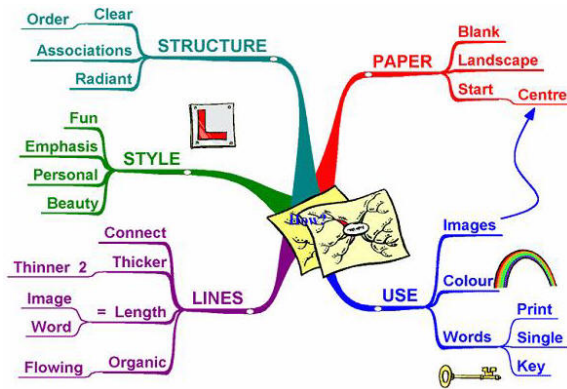 STRUCTURE
Clear
Order
Associations
Radiant
PAPER
Blank
Landscape
Start
Centre
STYLE
Fun
Emphasis
Personal
Beauty
How?
LINES
Connect
Thicker
Thinner 2
= Length
Image
Word
Organic
Flowing
USE
Images
Colour
Words
Print
Single
Key
L